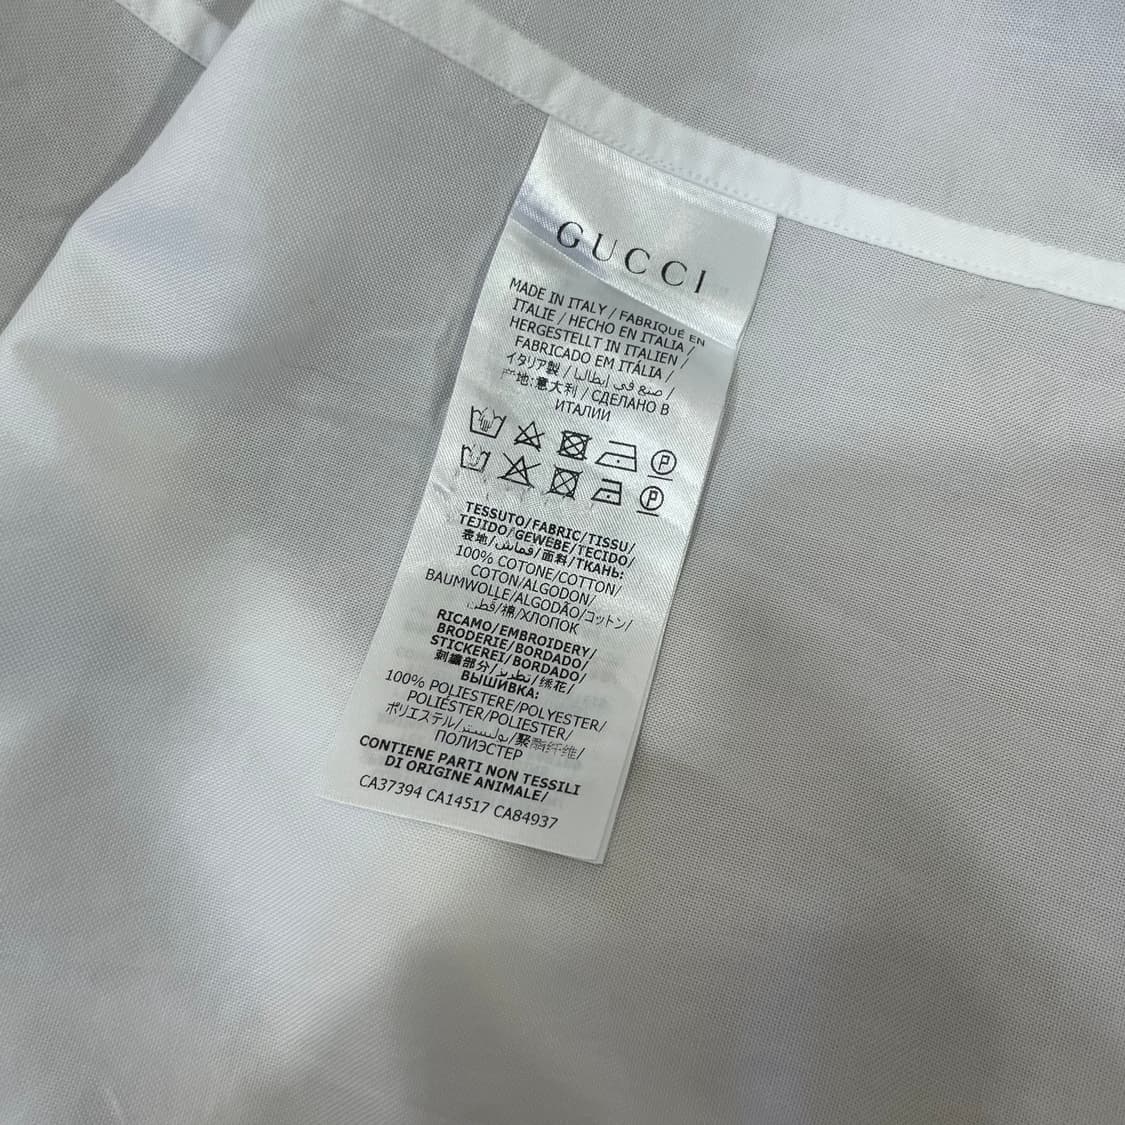 GUCCI
MADE IN ITALY / FABRIQUÉ EN
ITALIE / HECHO EN ITALIA /
HERGESTELLT IN ITALIEN /
FABRICADO EM ITÁLIA /
イタリア製 / صنع في إيطاليا /
地:意大利 / СДЕЛАНО В
ИТАЛИИ
P
P
TESSUTO/FABRIC/TISSU/
TEJIDO/GEWEBE/TECIDO/
表地/قماش/面料/ТКАНЬ:
100% COTONE/COTTON/
COTON/ALGODON/
BAUMWOLLE/ALGODÃO/コットン/
قطن/棉/ХЛОПОК
RICAMO/EMBROIDERY/
BRODERIE/BORDADO/
STICKEREI/BORDADO/
刺繍部分/تطريز/绣花/
ВЫШИВКА:
100% POLIESTERE/POLYESTER/
POLIÉSTER/POLIESTER/
ポリエステル/بوليستر/聚酯纤维/
ПОЛИЭСТЕР
CONTIENE PARTI NON TESSILI
DI ORIGINE ANIMALE/
CA37394 CA14517 CA84937